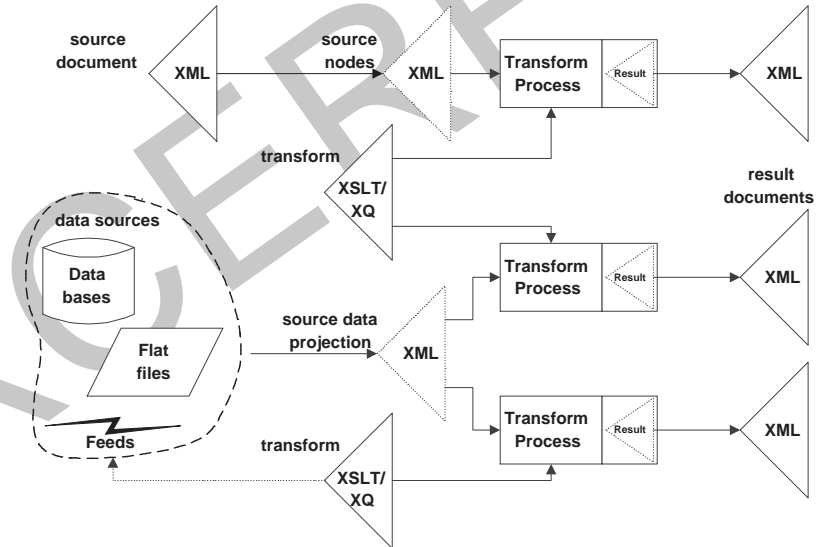 source
document
XML
source
nodes
XML
Transform
Process
Result
XML
transform
XSLT/
XQ
result
documents
data sources
Data
bases
Flat
files
Feeds
source data
projection
XML
Transform
Process
Result
XML
Transform
Process
Result
XML
transform
XSLT/
XQ